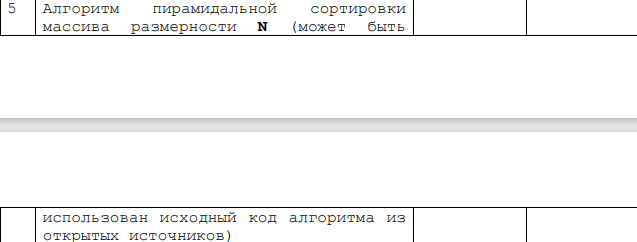 5 Алгоритм пирамидальной сортировки
массива размерности N (может быть
использован исходный код алгоритма из
открытых источников)